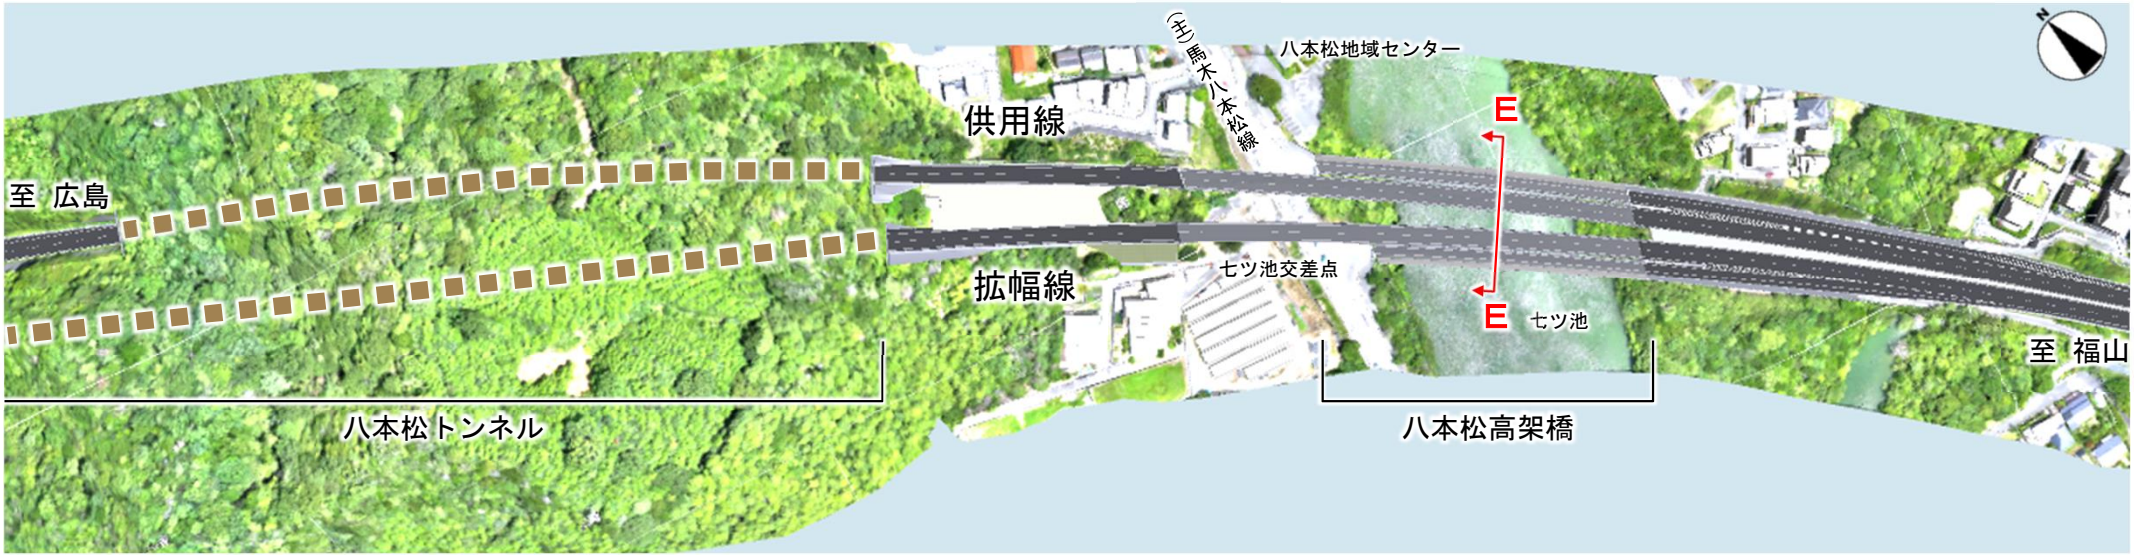 N
(主)馬木八本松線
八本松地域センター
供用線
E
至 広島
拡幅線
七ツ池交差点
E
七ツ池
至 福山
八本松トンネル
八本松高架橋